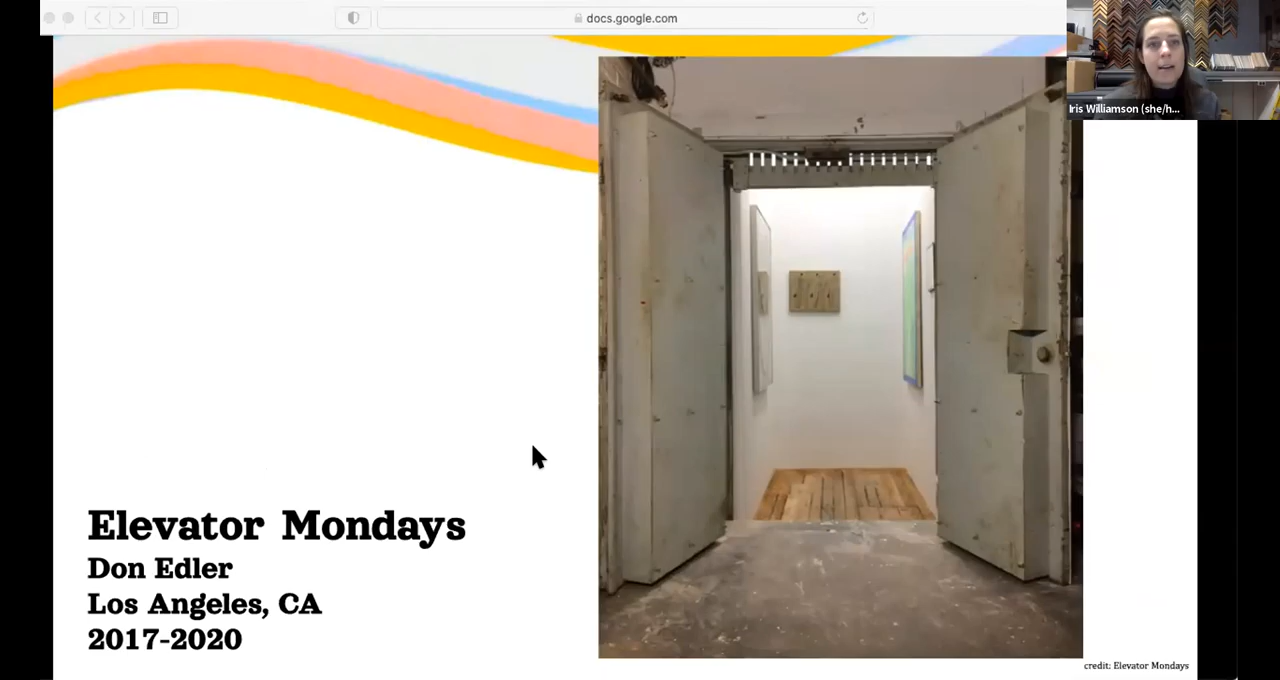 docs.google.com
Iris Williamson (she/h...
Elevator Mondays
Don Edler
Los Angeles, CA
2017-2020
credit: Elevator Mondays